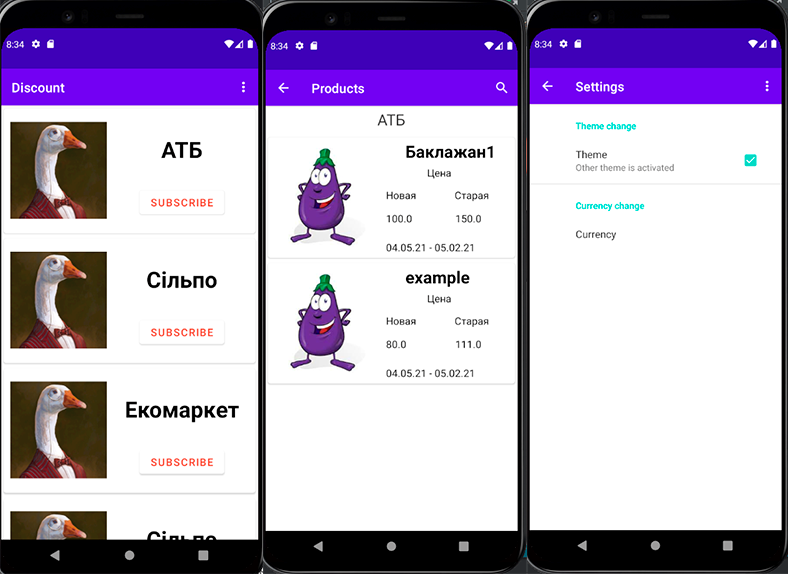 8:34
Discount
АТБ
SUBSCRIBE
Сільпо
SUBSCRIBE
Екомаркет
SUBSCRIBE
Сільпо
8:34
Products
АТБ
Баклажан1
Цена
Новая Старая
100.0 150.0
04.05.21 - 05.02.21
example
Цена
Новая Старая
80.0 111.0
04.05.21 - 05.02.21
8:34
Settings
Theme change
Theme
Other theme is activated
Currency change
Currency